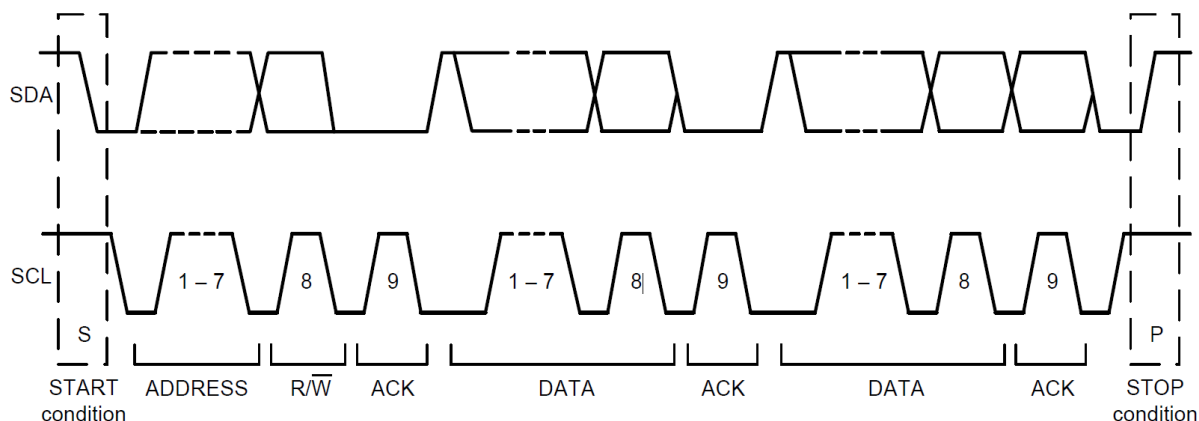 SDA
SCL
1 – 7 8 9 1 – 7 8 9 1 – 7 8 9
S P
START ADDRESS R/W̅ ACK DATA ACK DATA ACK STOP
condition condition